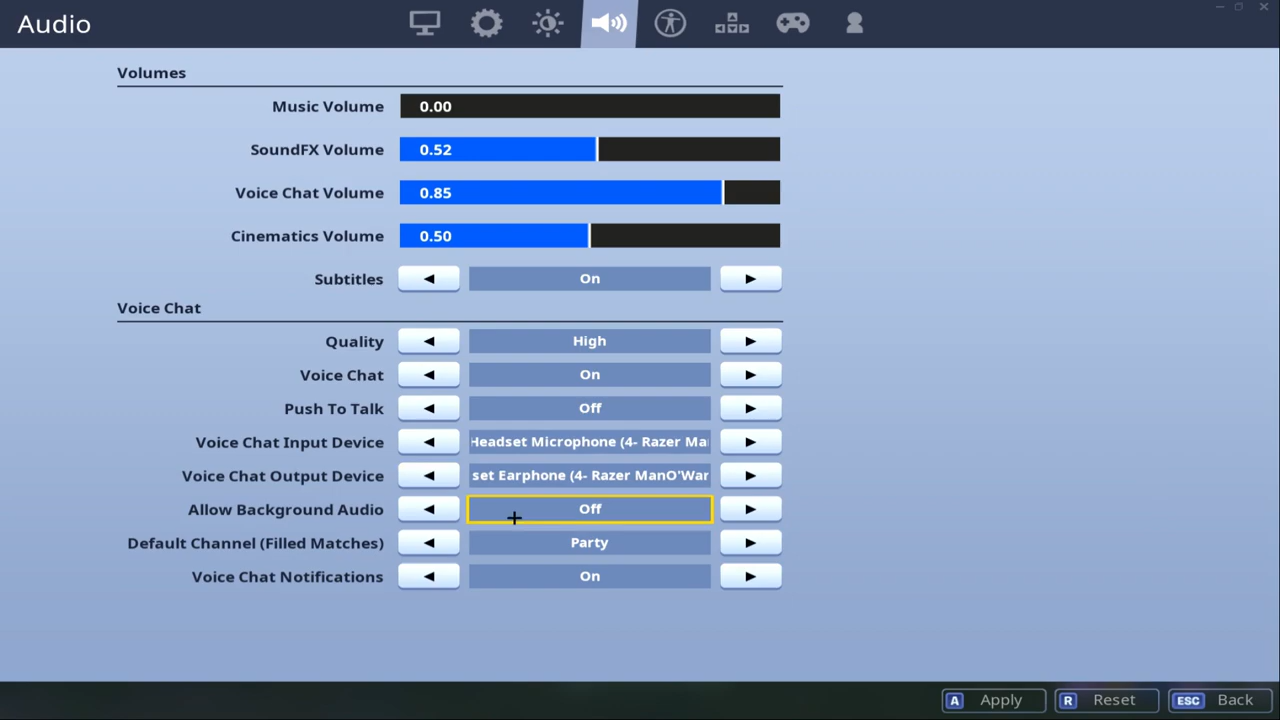 Audio
Volumes
Music Volume 0.00
SoundFX Volume 0.52
Voice Chat Volume 0.85
Cinematics Volume 0.50
Subtitles On
Voice Chat
Quality High
Voice Chat On
Push To Talk Off
Voice Chat Input Device Headset Microphone (4- Razer Ma
Voice Chat Output Device set Earphone (4- Razer ManO'War
Allow Background Audio Off
Default Channel (Filled Matches) Party
Voice Chat Notifications On
A Apply R Reset ESC Back